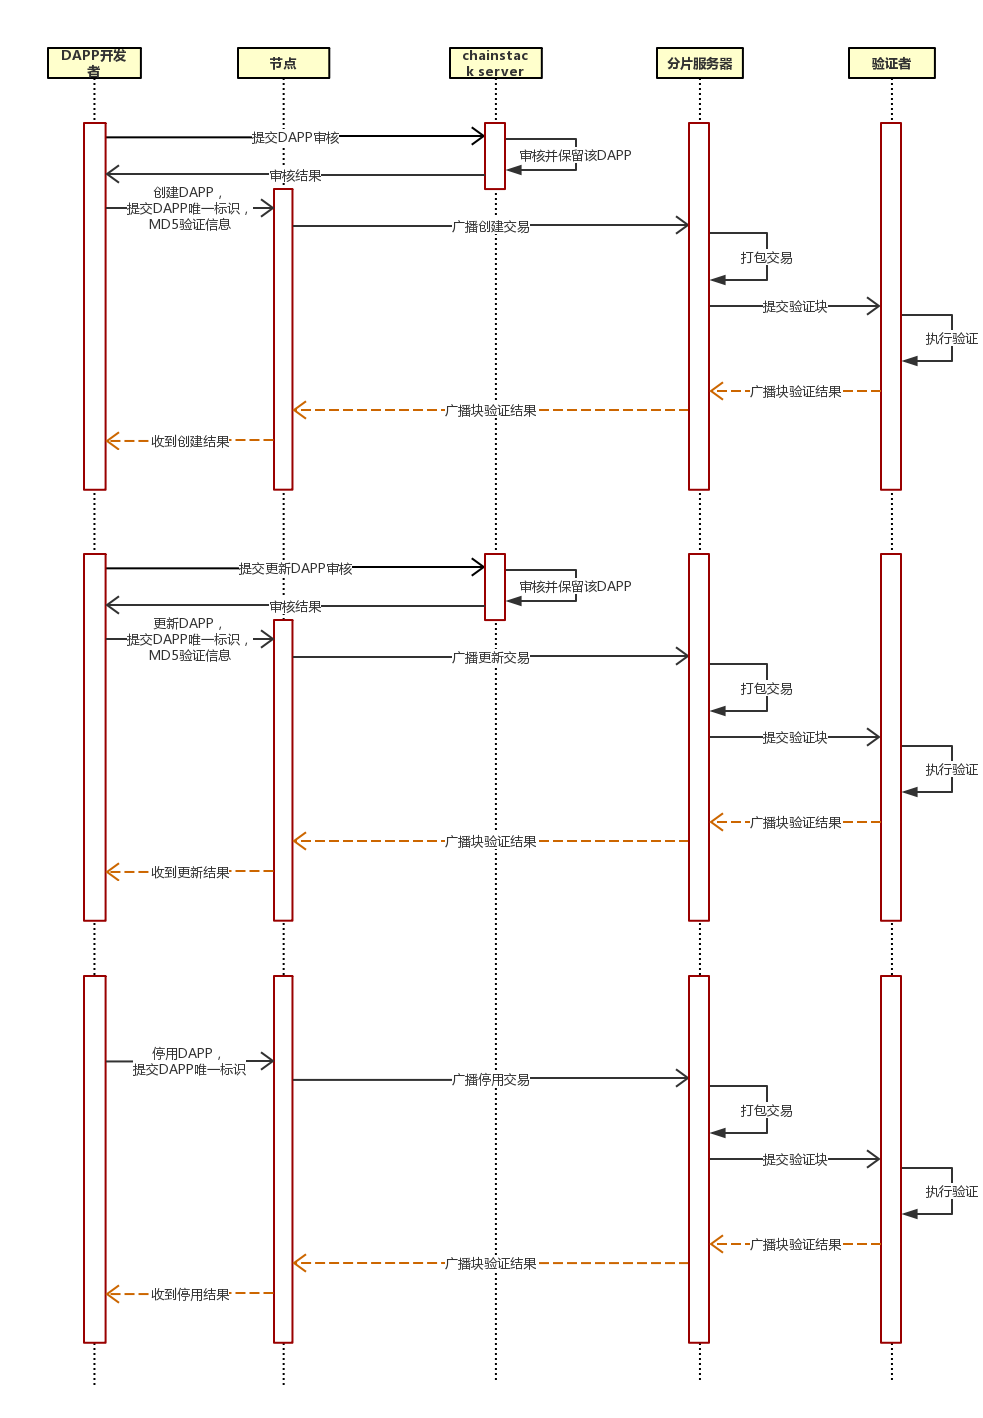 DAPP开发
者
节点
chainstac
k server
分片服务器
验证者
提交DAPP审核
审核并保留该DAPP
审核结果
创建DAPP，
提交DAPP唯一标识，
MD5验证信息
广播创建交易
打包交易
提交验证块
执行验证
广播块验证结果
广播块验证结果
收到创建结果
提交更新DAPP审核
审核并保留该DAPP
审核结果
更新DAPP，
提交DAPP唯一标识，
MD5验证信息
广播更新交易
打包交易
提交验证块
执行验证
广播块验证结果
广播块验证结果
收到更新结果
停用DAPP，
提交DAPP唯一标识
广播停用交易
打包交易
提交验证块
执行验证
广播块验证结果
广播块验证结果
收到停用结果